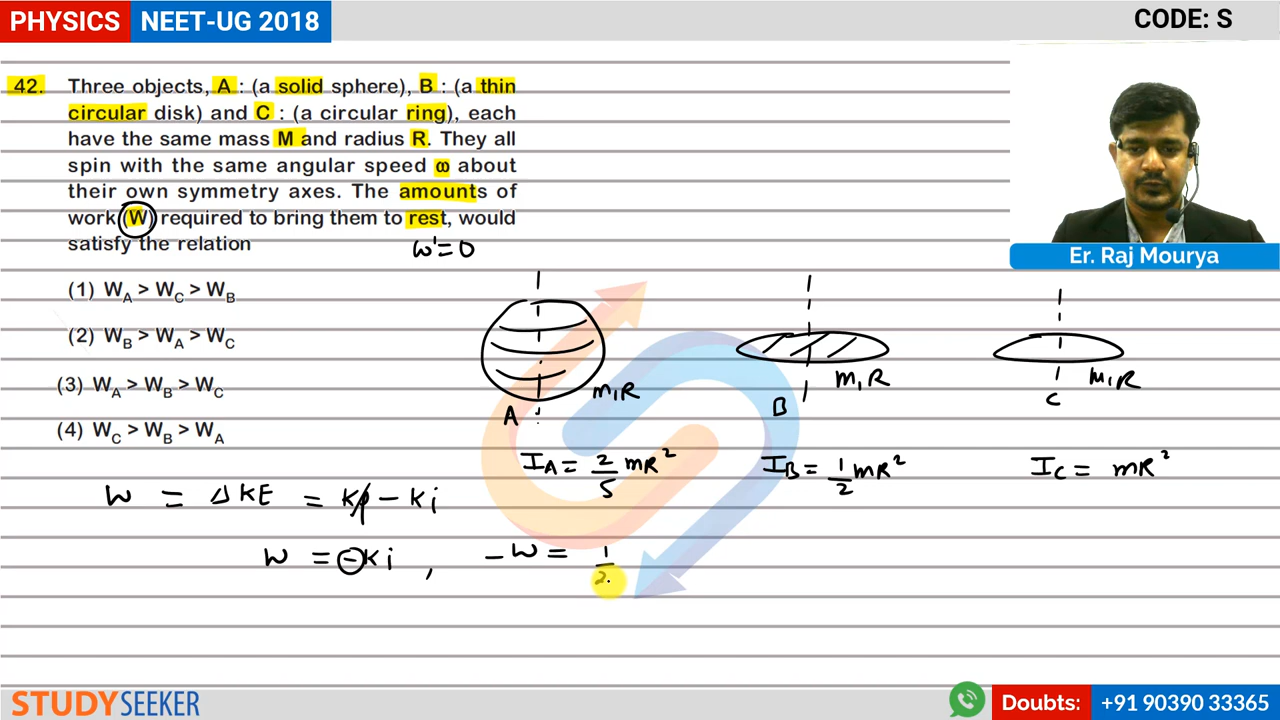 PHYSICS NEET-UG 2018 CODE: S
42. Three objects, A : (a solid sphere), B : (a thin
circular disk) and C : (a circular ring), each
have the same mass M and radius R. They all
spin with the same angular speed ω about
their own symmetry axes. The amounts of
work (W) required to bring them to rest, would
satisfy the relation
ω' = 0
Er. Raj Mourya
(1) W_A > W_C > W_B
(2) W_B > W_A > W_C
(3) W_A > W_B > W_C
(4) W_C > W_B > W_A
A m,R
B m,R
C m,R
I_A = 2/5 mR²
I_B = 1/2 mR²
I_C = mR²
W = ΔKE = Kf - Ki
W = -Ki , -W = 1/2
STUDY SEEKER Doubts: +91 90390 33365